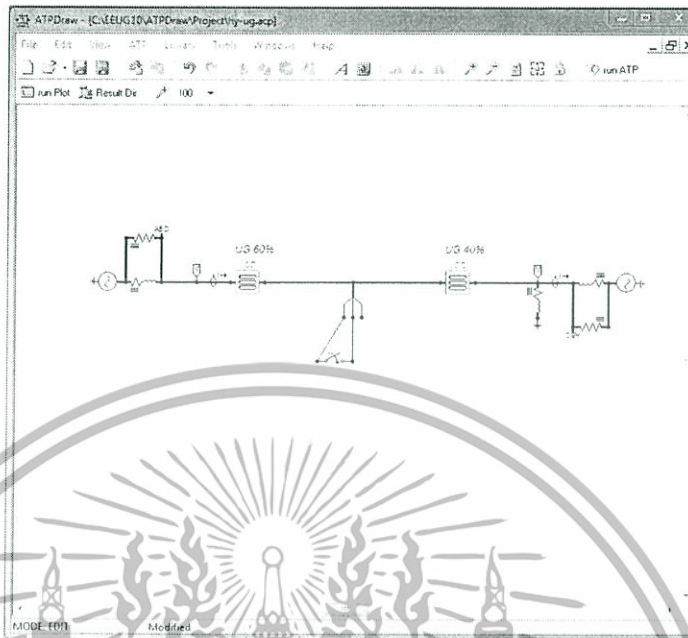 ATPDraw - [C:\EEUG10\ATPDraw\Project\hy-ug.acp]
File Edit View ATP Library Tools Windows Help
run ATP
run Plot Result Dir 100
UG 60%
UG 40%
MODE: EDIT Modified